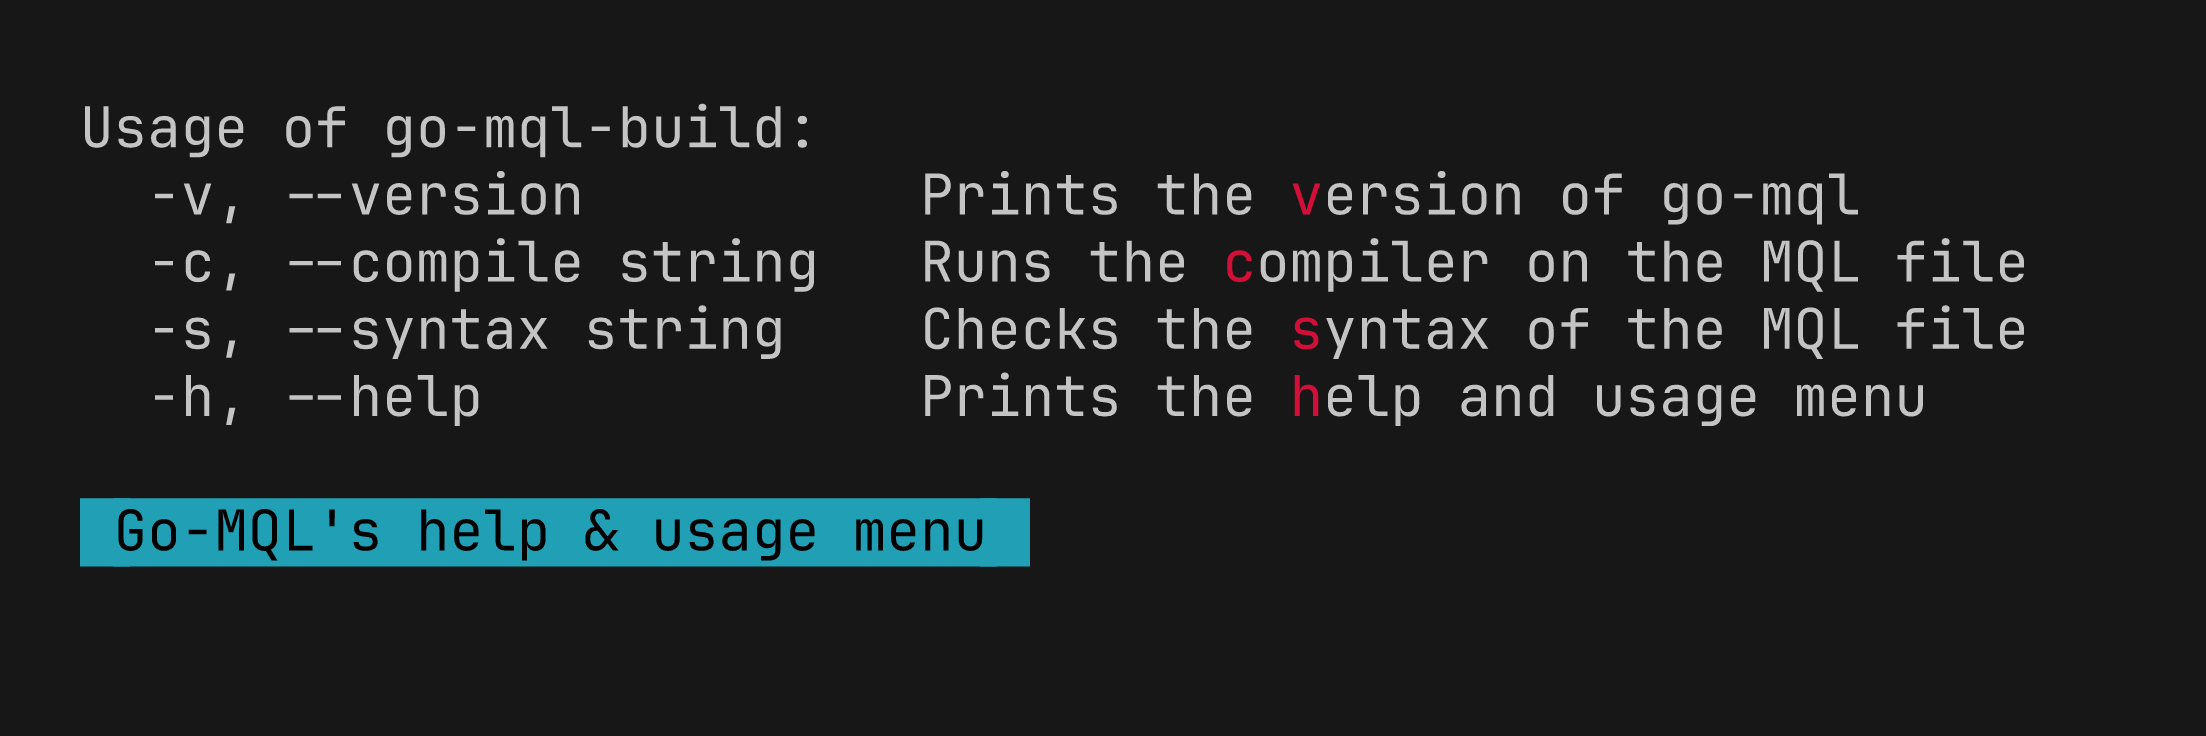 Usage of go-mql-build:
  -v, --version          Prints the version of go-mql
  -c, --compile string   Runs the compiler on the MQL file
  -s, --syntax string    Checks the syntax of the MQL file
  -h, --help             Prints the help and usage menu
Go-MQL's help & usage menu